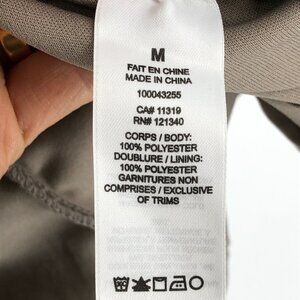 M
FAIT EN CHINE
MADE IN CHINA
100043255
CA# 11319
RN# 121340
CORPS / BODY:
100% POLYESTER
DOUBLURE / LINING:
100% POLYESTER
GARNITURES NON
COMPRISES / EXCLUSIVE
OF TRIMS